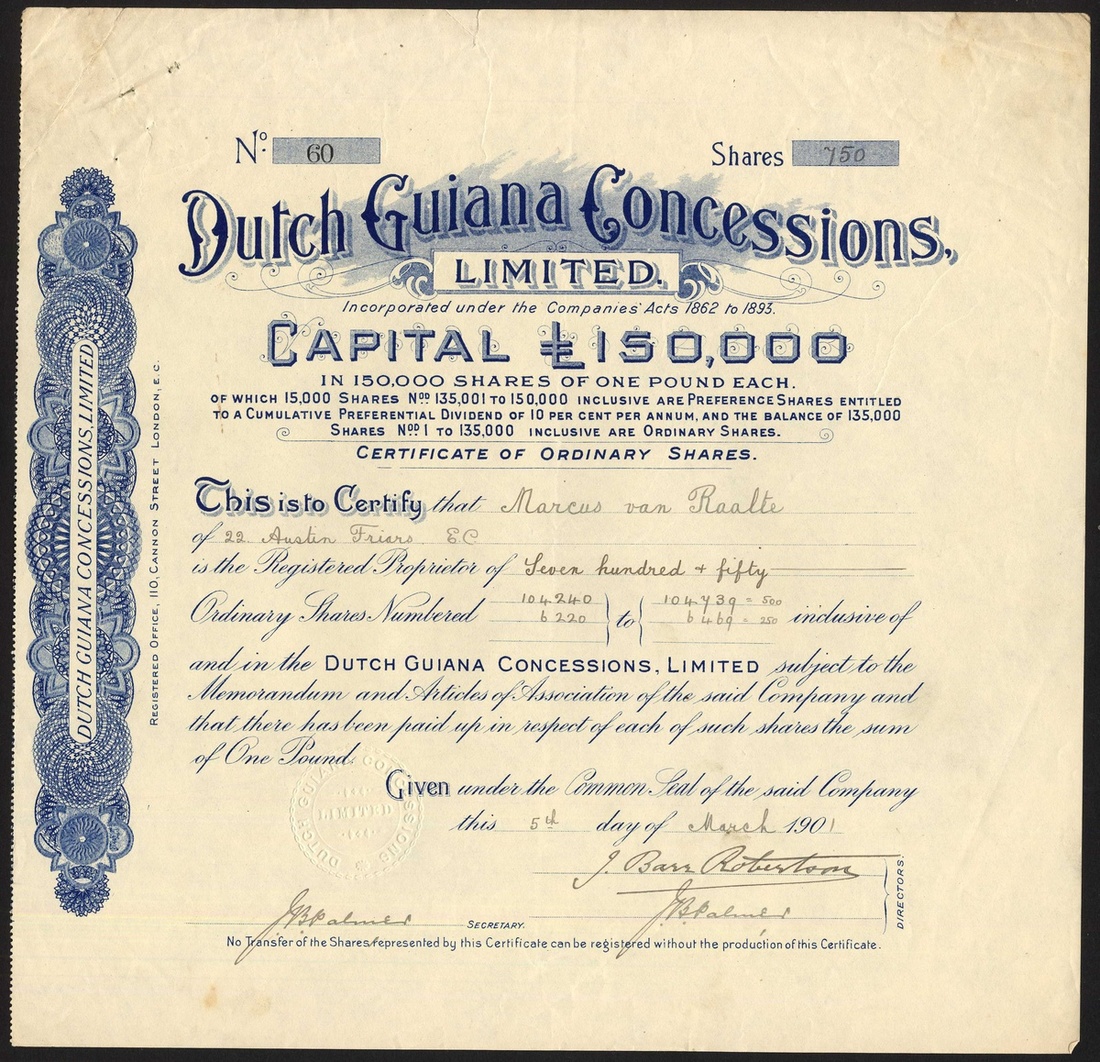 No. 60
Shares 750
Dutch Guiana Concessions,
LIMITED.
Incorporated under the Companies' Acts 1862 to 1893.
CAPITAL £150,000
IN 150,000 SHARES OF ONE POUND EACH.
OF WHICH 15,000 SHARES Nos. 135,001 TO 150,000 INCLUSIVE ARE PREFERENCE SHARES ENTITLED
TO A CUMULATIVE PREFERENTIAL DIVIDEND OF 10 PER CENT PER ANNUM, AND THE BALANCE OF 135,000
SHARES Nos. 1 TO 135,000 INCLUSIVE ARE ORDINARY SHARES.
CERTIFICATE OF ORDINARY SHARES.
This is to Certify that Marcus van Raalte
of 22. Austin Friars. E.C.
is the Registered Proprietor of Seven hundred + fifty
Ordinary Shares Numbered 104240 to 104739 = 500 inclusive of
6220 6469 = 250
and in the DUTCH GUIANA CONCESSIONS, LIMITED subject to the
Memorandum and Articles of Association of the said Company and
that there has been paid up in respect of each of such shares the sum
of One Pound.
Given under the Common Seal of the said Company
this 5th day of March 1901
J. Barr Robertson
J B Palmer
DIRECTORS.
J B Palmer SECRETARY.
No Transfer of the Shares represented by this Certificate can be registered without the production of this Certificate.
DUTCH GUIANA CONCESSIONS, LIMITED
REGISTERED OFFICE, 110, CANNON STREET LONDON, E.C.
DUTCH GUIANA CONCESSIONS
LIMITED